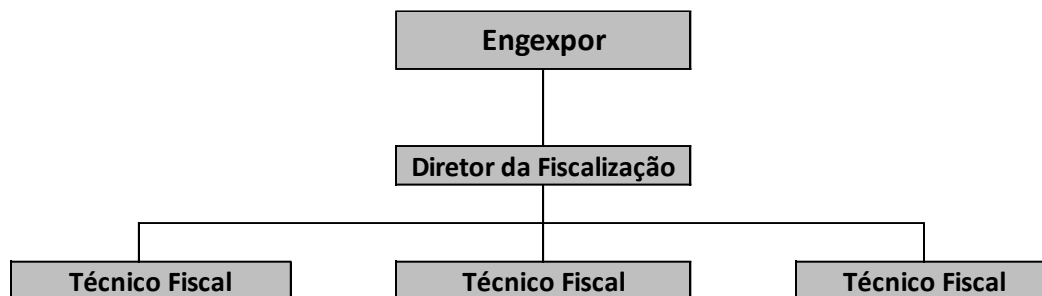 Engexpor
Diretor da Fiscalização
Técnico Fiscal
Técnico Fiscal
Técnico Fiscal